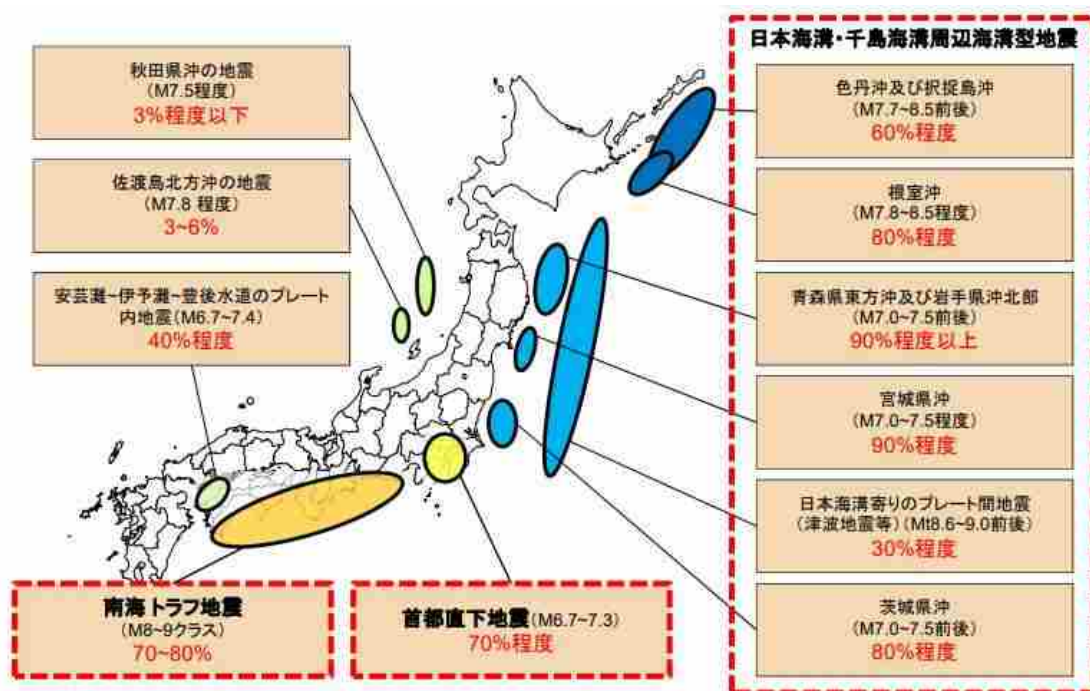 秋田県沖の地震
(M7.5程度)
3%程度以下
佐渡島北方沖の地震
(M7.8 程度)
3~6%
安芸灘~伊予灘~豊後水道のプレート
内地震(M6.7~7.4)
40%程度
南海トラフ地震
(M8~9クラス)
70~80%
首都直下地震(M6.7~7.3)
70%程度
日本海溝・千島海溝周辺海溝型地震
色丹沖及び択捉島沖
(M7.7~8.5前後)
60%程度
根室沖
(M7.8~8.5程度)
80%程度
青森県東方沖及び岩手県沖北部
(M7.0~7.5前後)
90%程度以上
宮城県沖
(M7.0~7.5程度)
90%程度
日本海溝寄りのプレート間地震
(津波地震等)(Mt8.6~9.0前後)
30%程度
茨城県沖
(M7.0~7.5前後)
80%程度